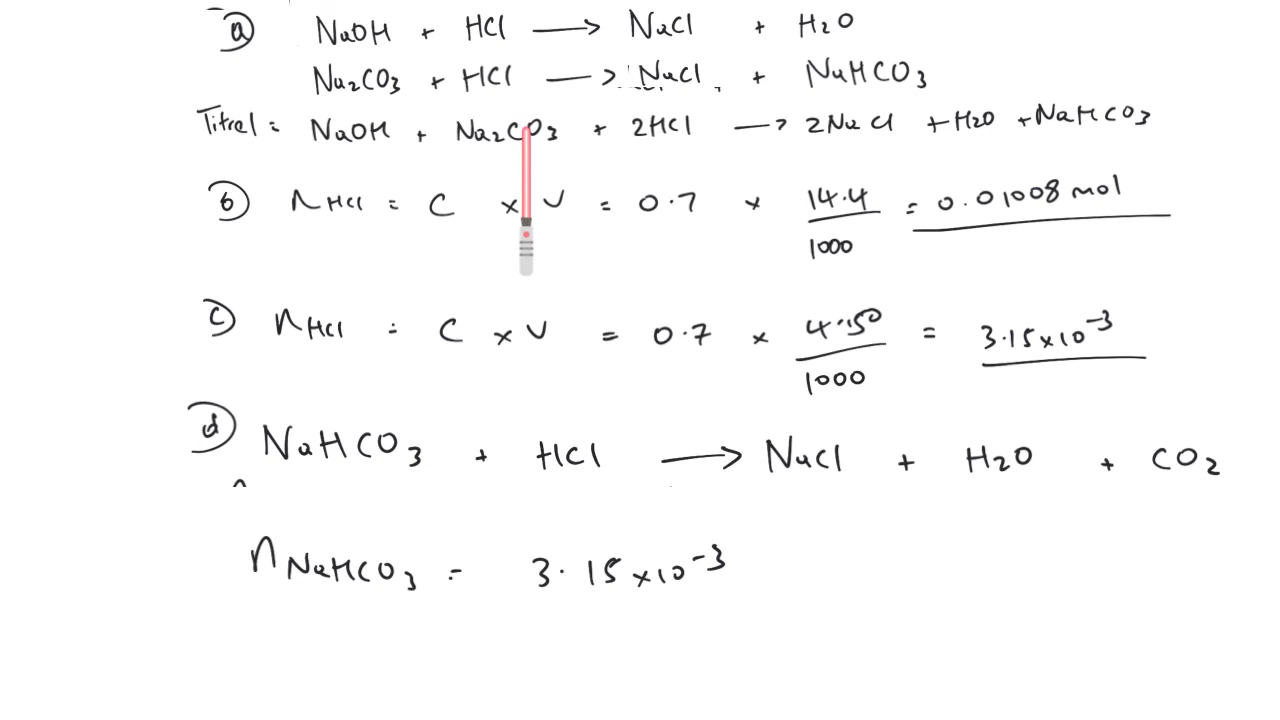 a) NaOH + HCl → NaCl + H2O
Na2CO3 + HCl → NaCl + NaHCO3
Titre1 = NaOH + Na2CO3 + 2HCl → 2NaCl + H2O + NaHCO3
b) nHCl = C × V = 0.7 × 14.4/1000 = 0.01008 mol
c) nHCl = C × V = 0.7 × 4.50/1000 = 3.15×10⁻³
d) NaHCO3 + HCl → NaCl + H2O + CO2
nNaHCO3 = 3.15×10⁻³